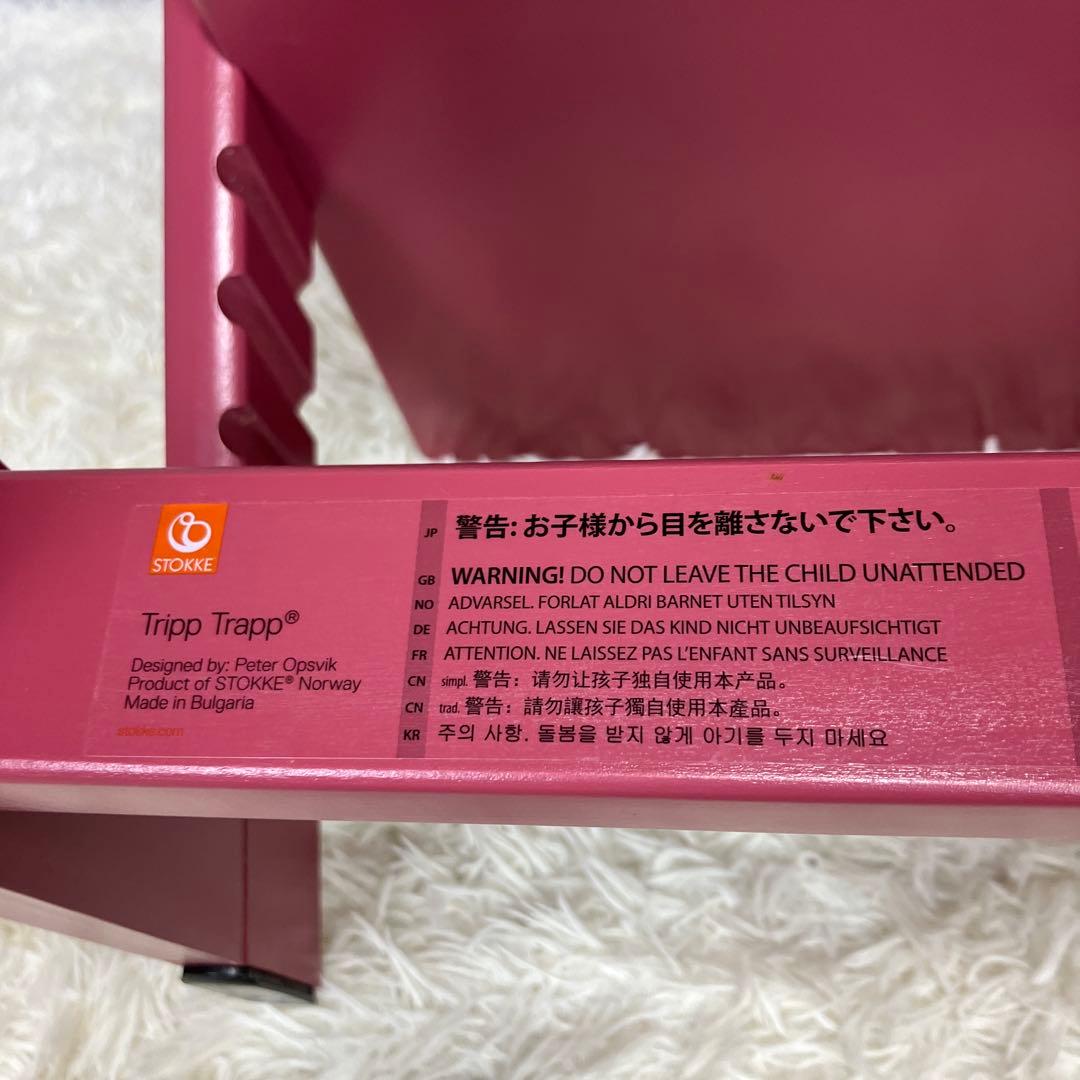 STOKKE
Tripp Trapp®
Designed by: Peter Opsvik
Product of STOKKE® Norway
Made in Bulgaria
stokke.com
JP 警告: お子様から目を離さないで下さい。
GB WARNING! DO NOT LEAVE THE CHILD UNATTENDED
NO ADVARSEL. FORLAT ALDRI BARNET UTEN TILSYN
DE ACHTUNG. LASSEN SIE DAS KIND NICHT UNBEAUFSICHTIGT
FR ATTENTION. NE LAISSEZ PAS L'ENFANT SANS SURVEILLANCE
CN simpl. 警告：请勿让孩子独自使用本产品。
CN trad. 警告：請勿讓孩子獨自使用本產品。
KR 주의 사항. 돌봄을 받지 않게 아기를 두지 마세요